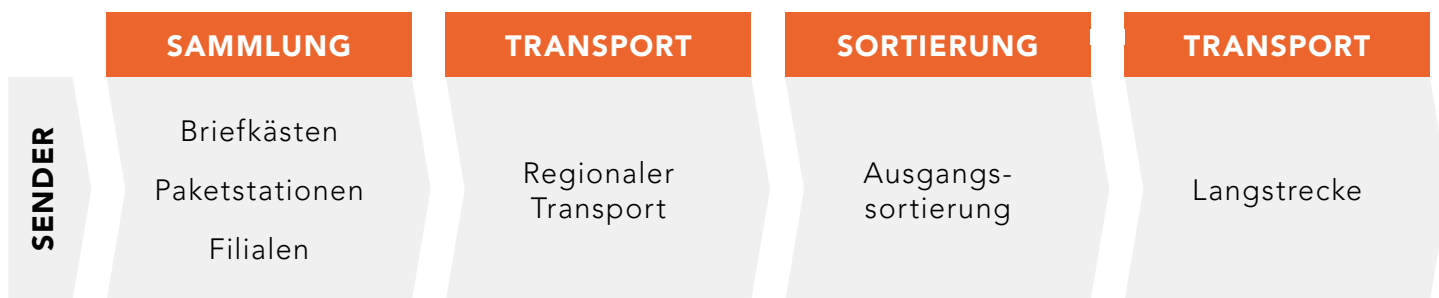 SENDER
SAMMLUNG
Briefkästen
Paketstationen
Filialen
TRANSPORT
Regionaler
Transport
SORTIERUNG
Ausgangs-
sortierung
TRANSPORT
Langstrecke